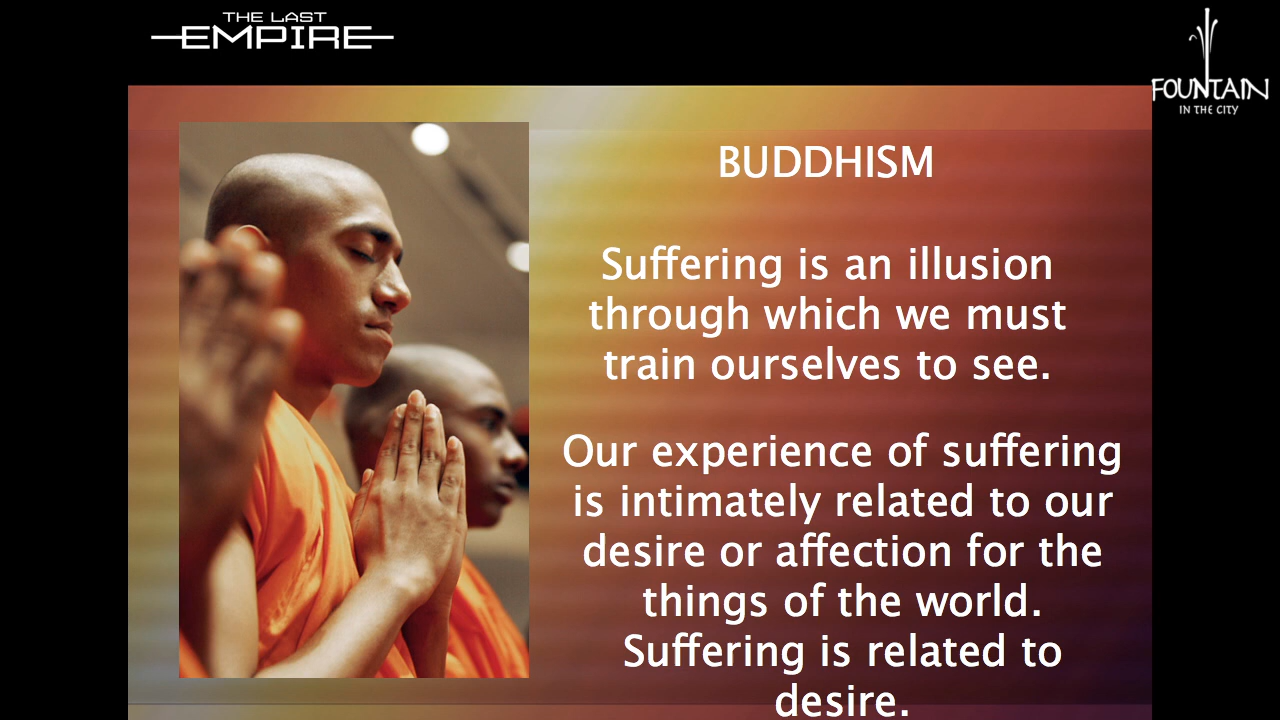 THE LAST
EMPIRE
FOUNTAIN
IN THE CITY
BUDDHISM
Suffering is an illusion
through which we must
train ourselves to see.
Our experience of suffering
is intimately related to our
desire or affection for the
things of the world.
Suffering is related to
desire.